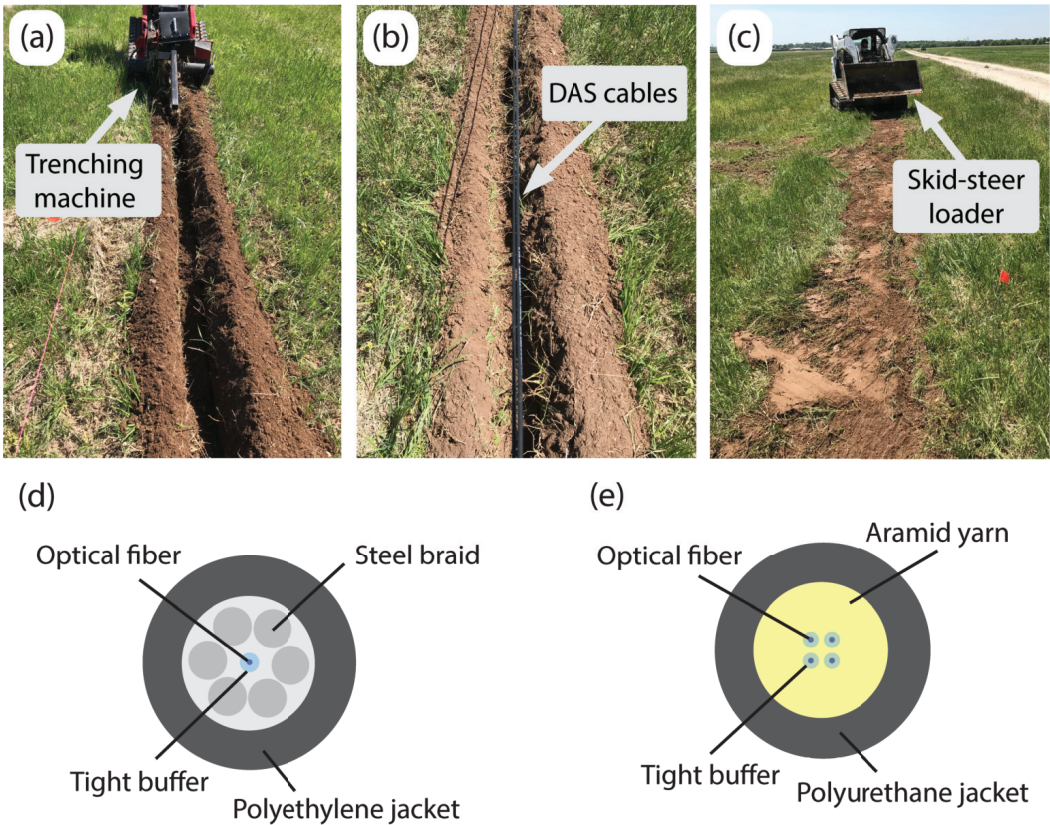 (a)
Trenching
machine
(b)
DAS cables
(c)
Skid-steer
loader
(d)
Optical fiber
Steel braid
Tight buffer
Polyethylene jacket
(e)
Optical fiber
Aramid yarn
Tight buffer
Polyurethane jacket